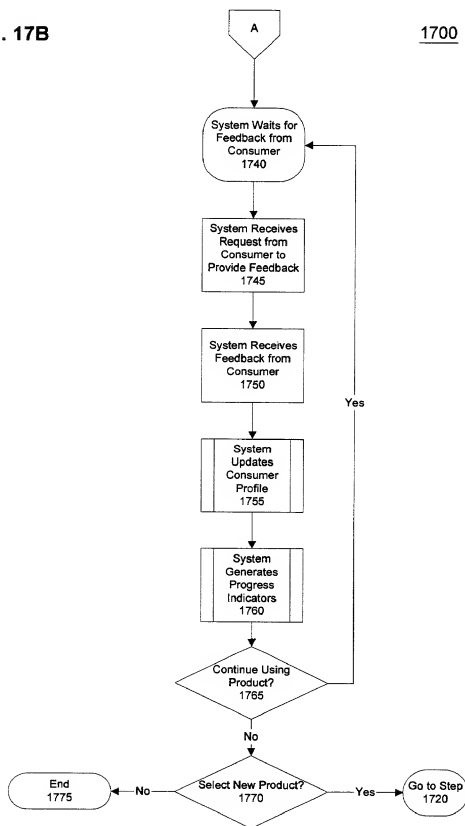 . 17B
1700
A
System Waits for
Feedback from
Consumer
1740
System Receives
Request from
Consumer to
Provide Feedback
1745
System Receives
Feedback from
Consumer
1750
Yes
System
Updates
Consumer
Profile
1755
System
Generates
Progress
Indicators
1760
Continue Using
Product?
1765
No
End
1775
No
Select New Product?
1770
Yes
Go to Step
1720